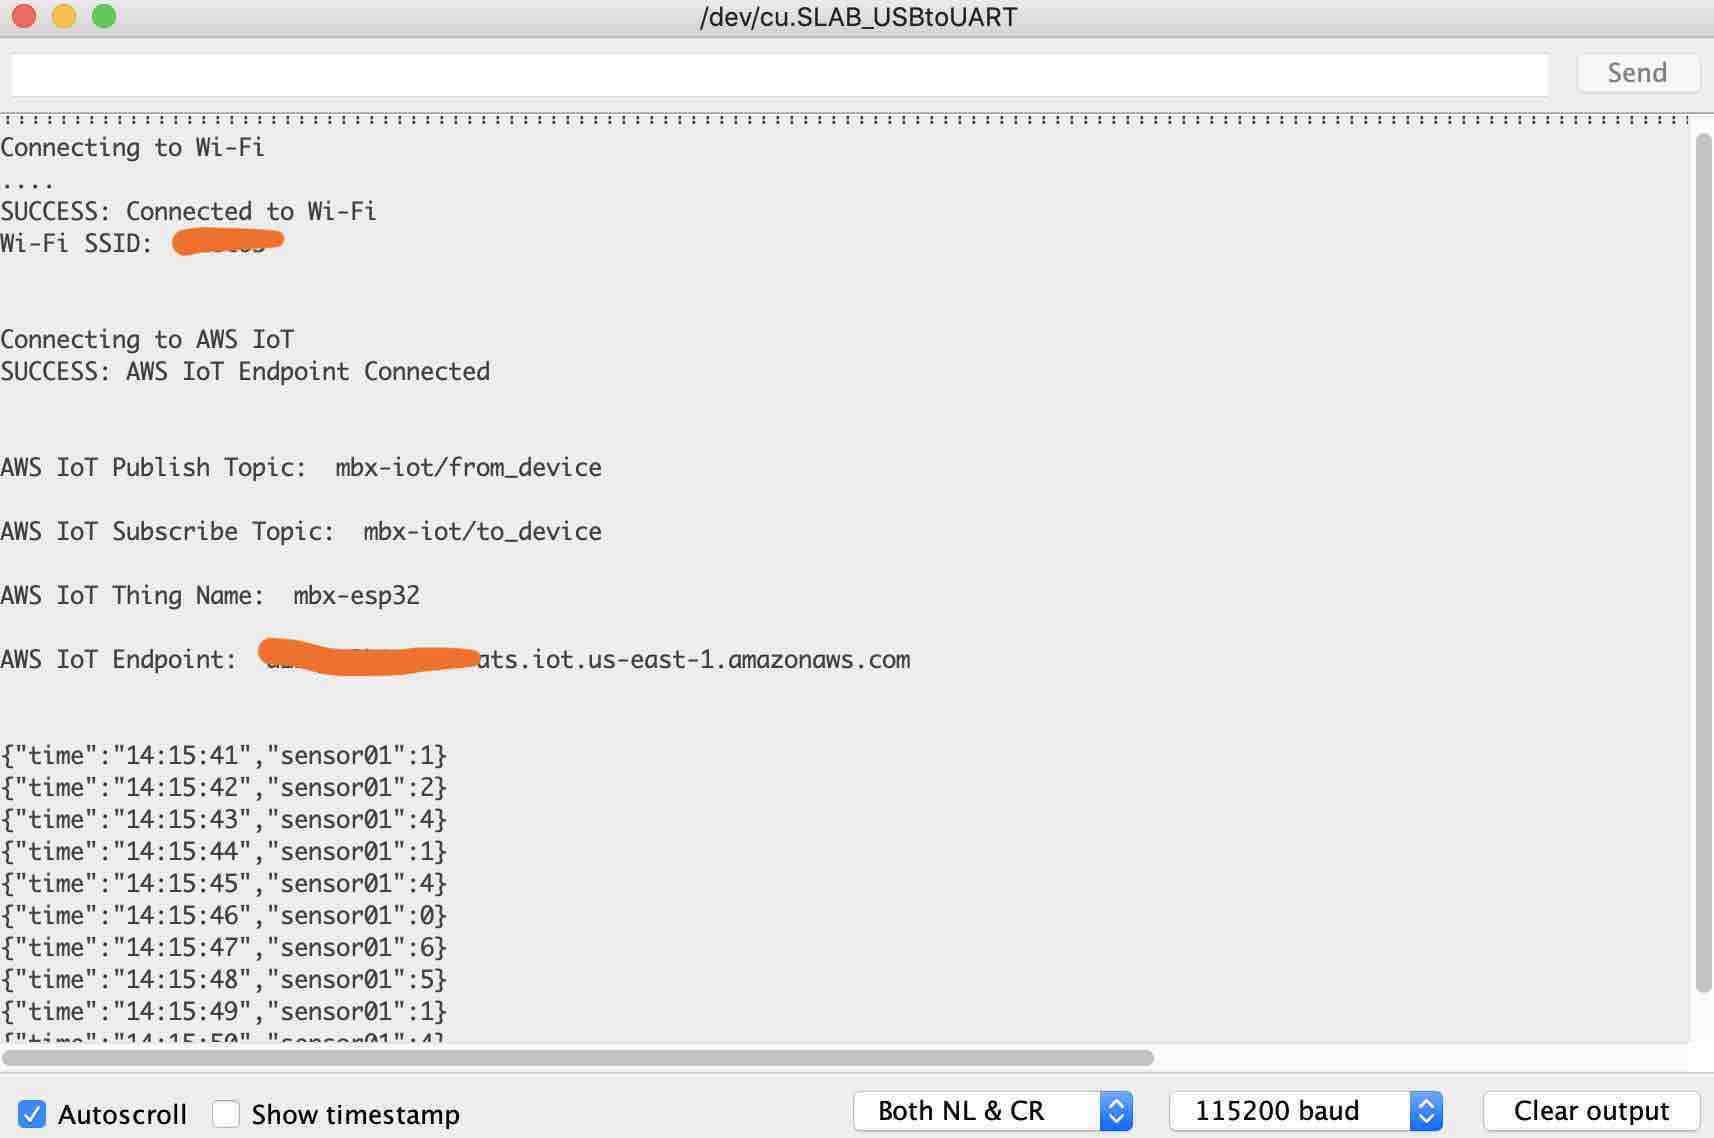 /dev/cu.SLAB_USBtoUART
Send
Connecting to Wi-Fi
....
SUCCESS: Connected to Wi-Fi
Wi-Fi SSID:
Connecting to AWS IoT
SUCCESS: AWS IoT Endpoint Connected
AWS IoT Publish Topic:  mbx-iot/from_device
AWS IoT Subscribe Topic:  mbx-iot/to_device
AWS IoT Thing Name:  mbx-esp32
AWS IoT Endpoint:  ats.iot.us-east-1.amazonaws.com
{"time":"14:15:41","sensor01":1}
{"time":"14:15:42","sensor01":2}
{"time":"14:15:43","sensor01":4}
{"time":"14:15:44","sensor01":1}
{"time":"14:15:45","sensor01":4}
{"time":"14:15:46","sensor01":0}
{"time":"14:15:47","sensor01":6}
{"time":"14:15:48","sensor01":5}
{"time":"14:15:49","sensor01":1}
{"time":"14:15:50","sensor01":4}
Autoscroll
Show timestamp
Both NL & CR
115200 baud
Clear output